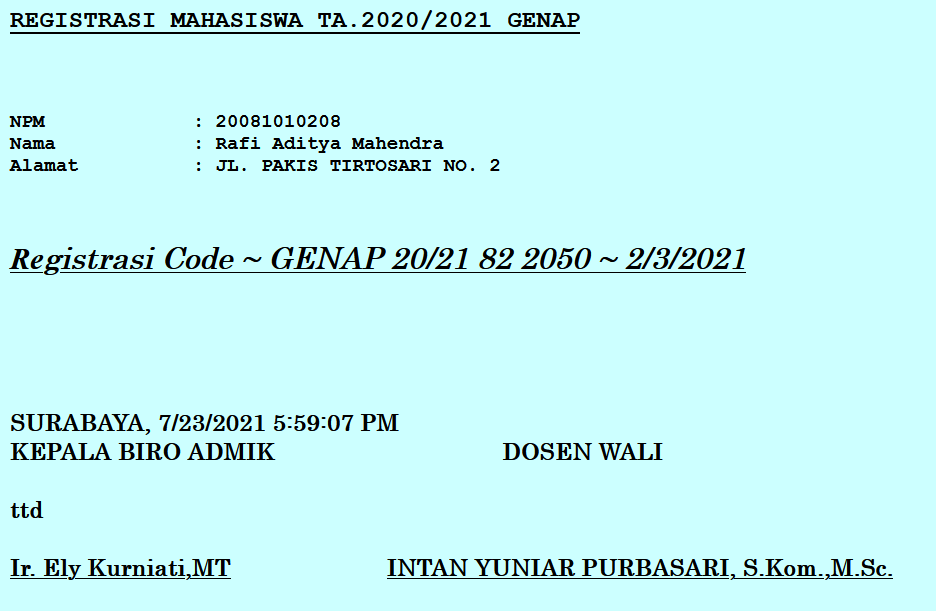 REGISTRASI MAHASISWA TA.2020/2021 GENAP
NPM : 20081010208
Nama : Rafi Aditya Mahendra
Alamat : JL. PAKIS TIRTOSARI NO. 2
Registrasi Code ~ GENAP 20/21 82 2050 ~ 2/3/2021
SURABAYA, 7/23/2021 5:59:07 PM
KEPALA BIRO ADMIK DOSEN WALI
ttd
Ir. Ely Kurniati,MT INTAN YUNIAR PURBASARI, S.Kom.,M.Sc.